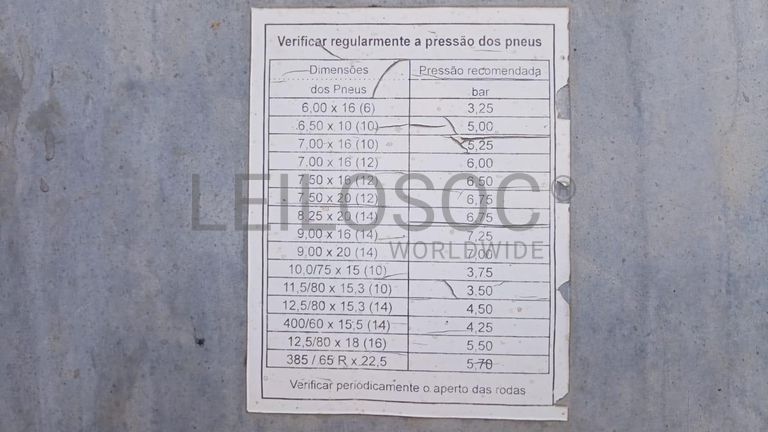 Verificar regularmente a pressão dos pneus
Dimensões Pressão recomendada
dos Pneus bar
6,00 x 16 (6) 3,25
6,50 x 10 (10) 5,00
7,00 x 16 (10) 5,25
7,00 x 16 (12) 6,00
7,50 x 16 (12) 6,50
7,50 x 20 (12) 6,75
8,25 x 20 (14) 6,75
LEILOSOC®
9,00 x 16 (14) 7,25
WORLDWIDE
9,00 x 20 (14) 7,00
10,0/75 x 15 (10) 3,75
11,5/80 x 15,3 (10) 3,50
12,5/80 x 15,3 (14) 4,50
400/60 x 15,5 (14) 4,25
12,5/80 x 18 (16) 5,50
385 / 65 R x 22,5 5,70
Verificar periodicamente o aperto das rodas